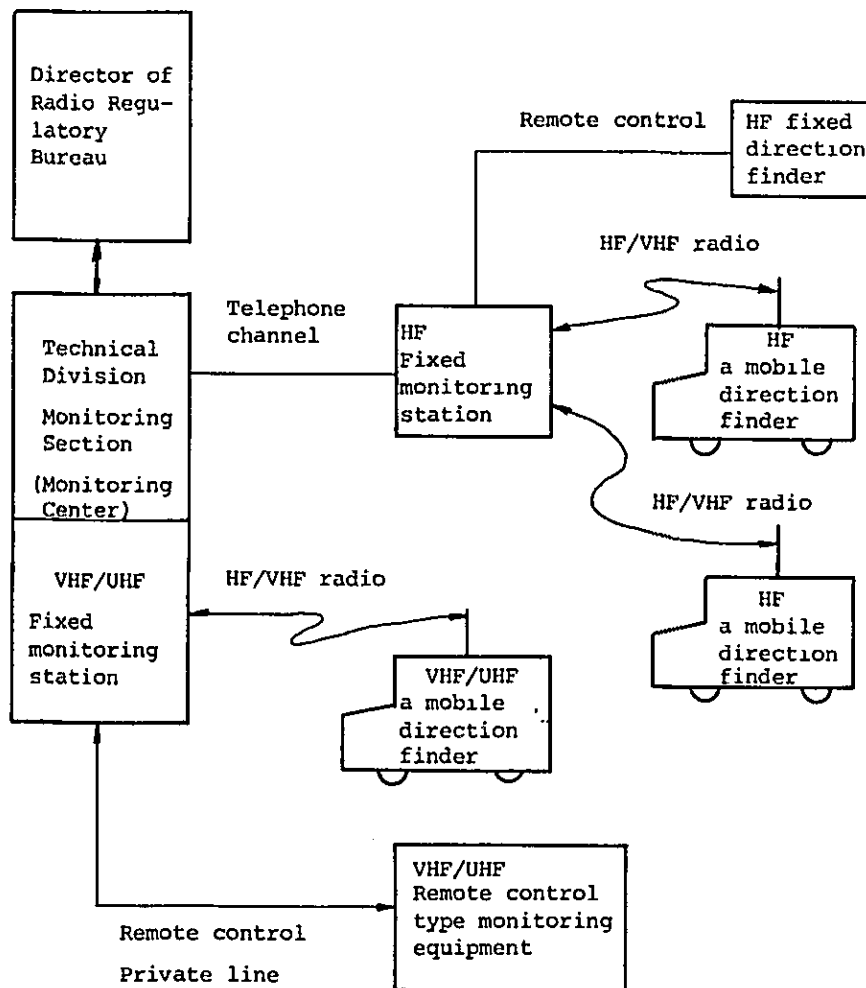 Director of
Radio Regu-
latory
Bureau
Remote control
HF fixed
direction
finder
HF/VHF radio
Telephone
channel
HF
Fixed
monitoring
station
HF
a mobile
direction
finder
Technical
Division
Monitoring
Section
(Monitoring
Center)
HF/VHF radio
HF
a mobile
direction
finder
VHF/UHF
Fixed
monitoring
station
HF/VHF radio
VHF/UHF
a mobile
direction
finder
VHF/UHF
Remote control
type monitoring
equipment
Remote control
Private line